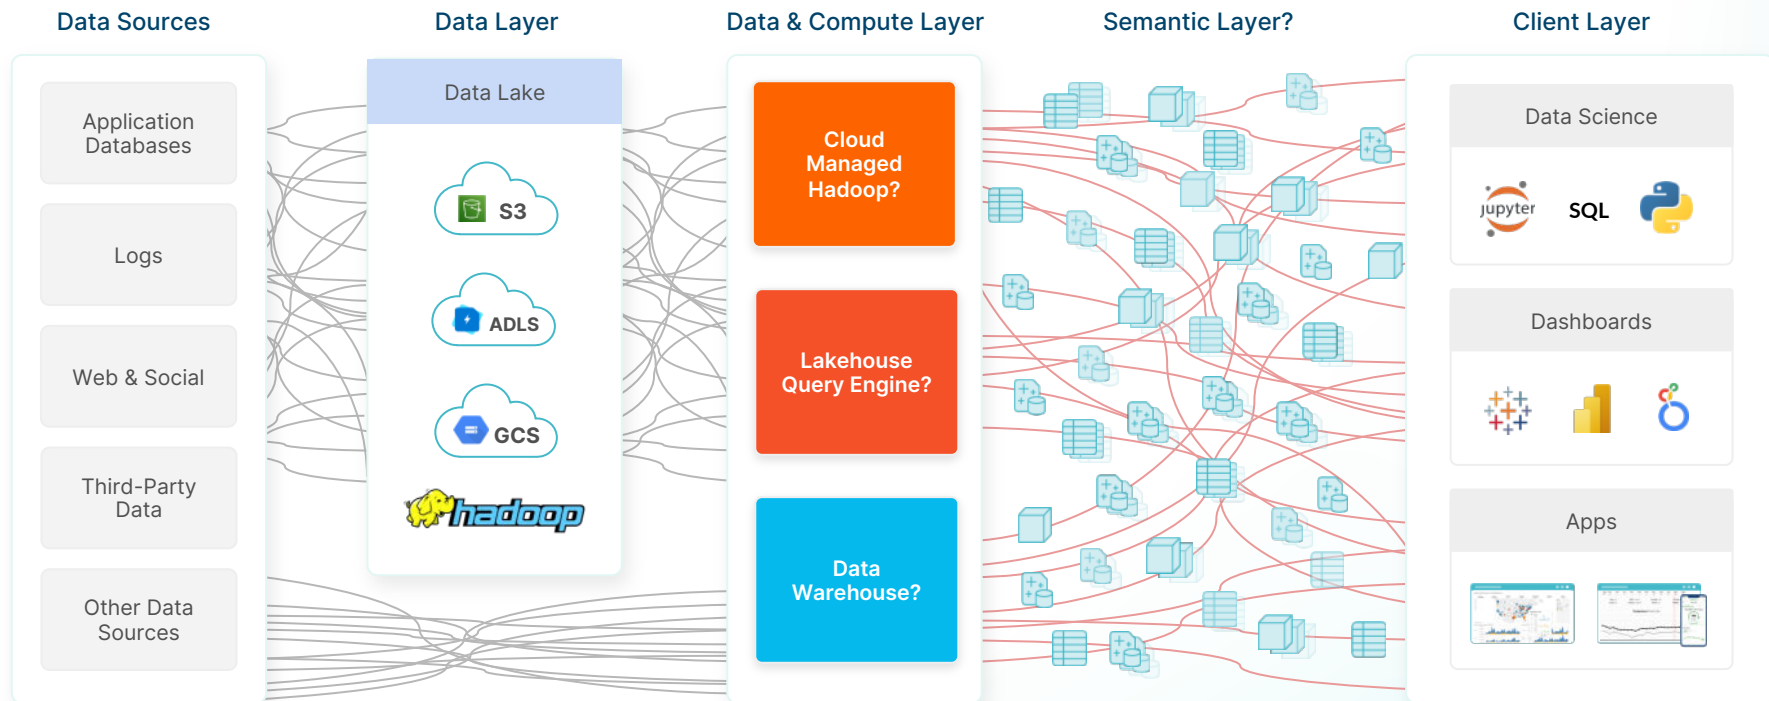 Data Sources
Data Layer
Data & Compute Layer
Semantic Layer?
Client Layer
Application
Databases
Logs
Web & Social
Third-Party
Data
Other Data
Sources
Data Lake
S3
ADLS
GCS
hadoop
Cloud
Managed
Hadoop?
Lakehouse
Query Engine?
Data
Warehouse?
Data Science
jupyter
SQL
Dashboards
Apps